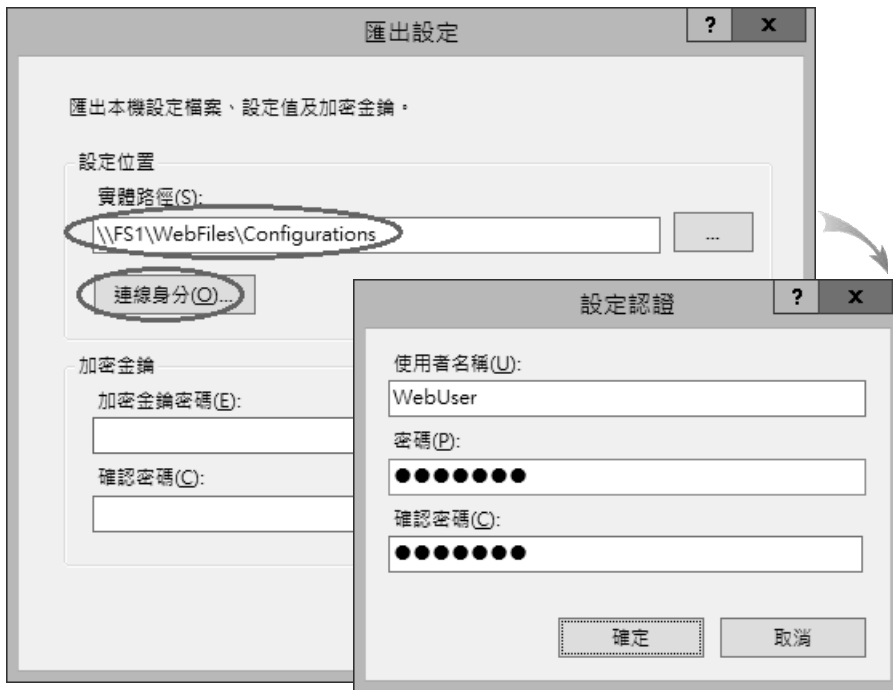 匯出設定
?
x
匯出本機設定檔案、設定值及加密金鑰。
設定位置
實體路徑(S):
\\FS1\WebFiles\Configurations
...
連線身分(O)...
加密金鑰
加密金鑰密碼(E):
確認密碼(C):
設定認證
?
x
使用者名稱(U):
WebUser
密碼(P):
●●●●●●●
確認密碼(C):
●●●●●●●
確定
取消